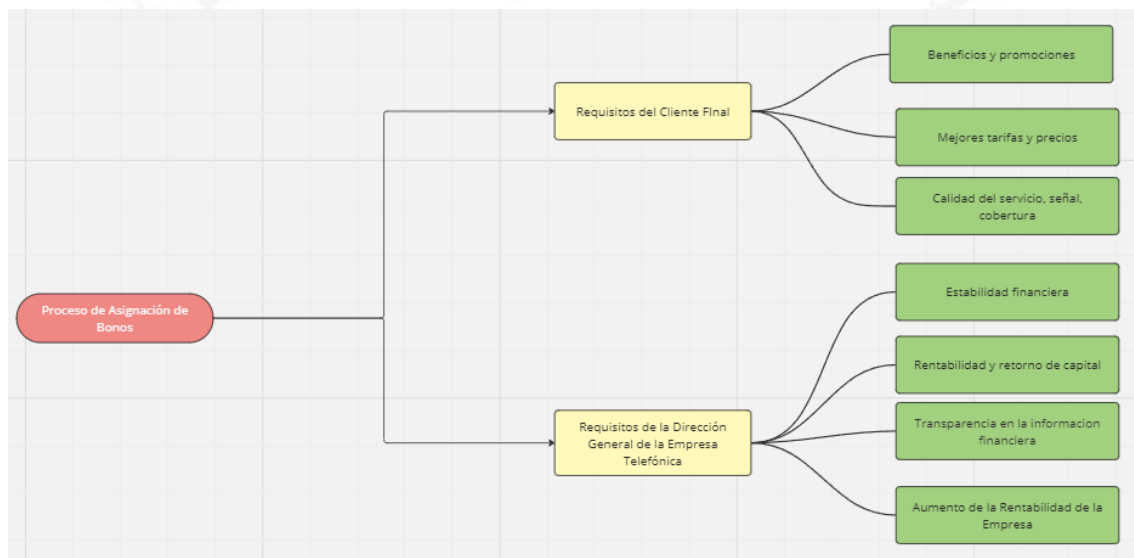 Beneficios y promociones
Requisitos del Cliente FInal
Mejores tarifas y precios
Calidad del servicio, señal,
cobertura
Proceso de Asignación de
Bonos
Estabilidad financiera
Rentabilidad y retorno de capital
Requisitos de la Dirección
General de la Empresa
Telefónica
Transparencia en la informacion
financiera
Aumento de la Rentabilidad de la
Empresa